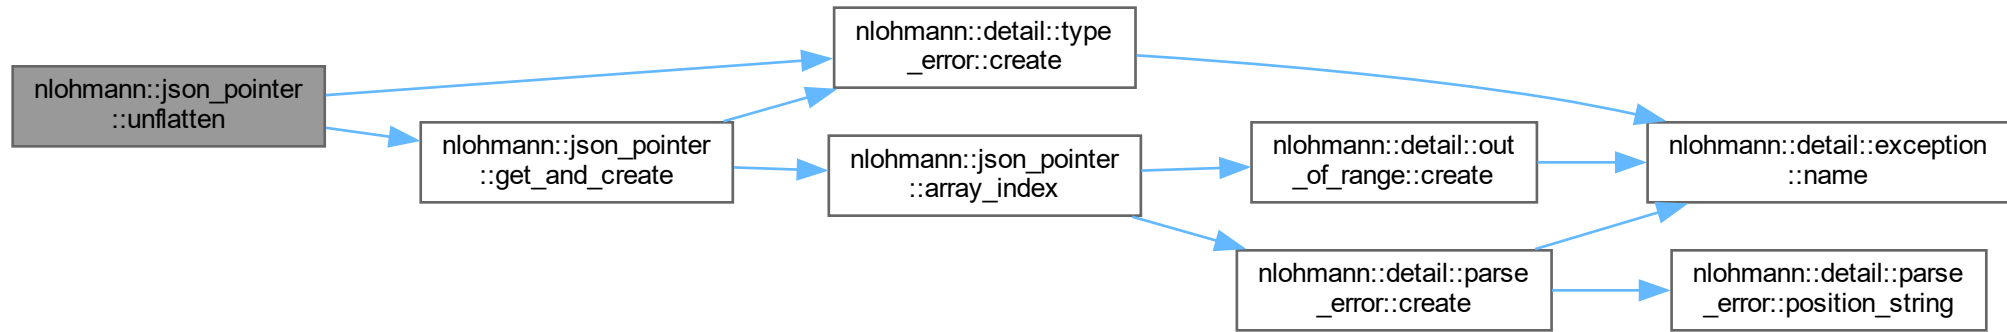 nlohmann::json_pointer
::unflatten
nlohmann::detail::type
_error::create
nlohmann::json_pointer
::get_and_create
nlohmann::json_pointer
::array_index
nlohmann::detail::out
_of_range::create
nlohmann::detail::exception
::name
nlohmann::detail::parse
_error::create
nlohmann::detail::parse
_error::position_string